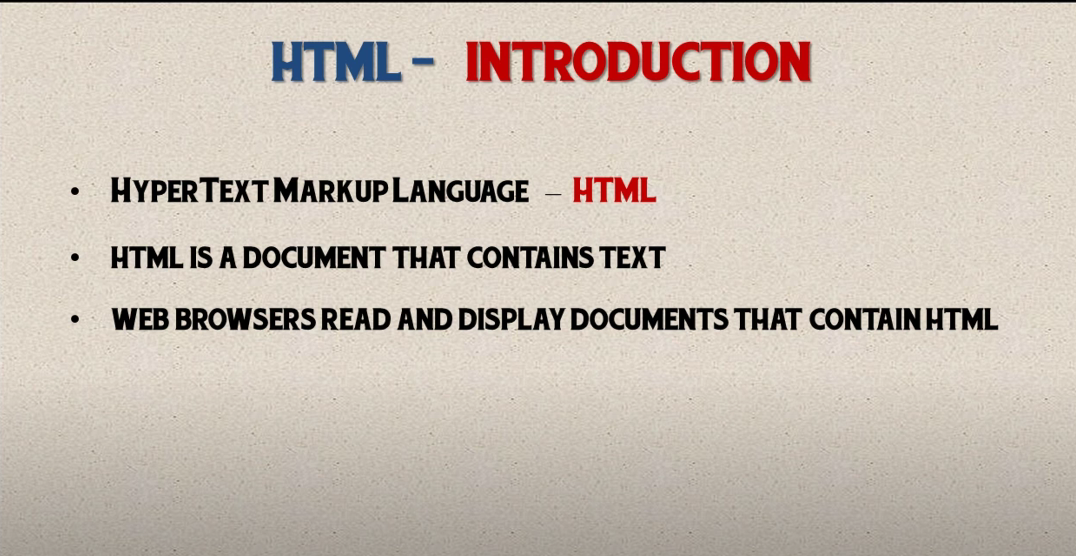 HTML - INTRODUCTION
• HyperText Markup Language – HTML
• HTML IS A DOCUMENT THAT CONTAINS TEXT
• WEB BROWSERS READ AND DISPLAY DOCUMENTS THAT CONTAIN HTML